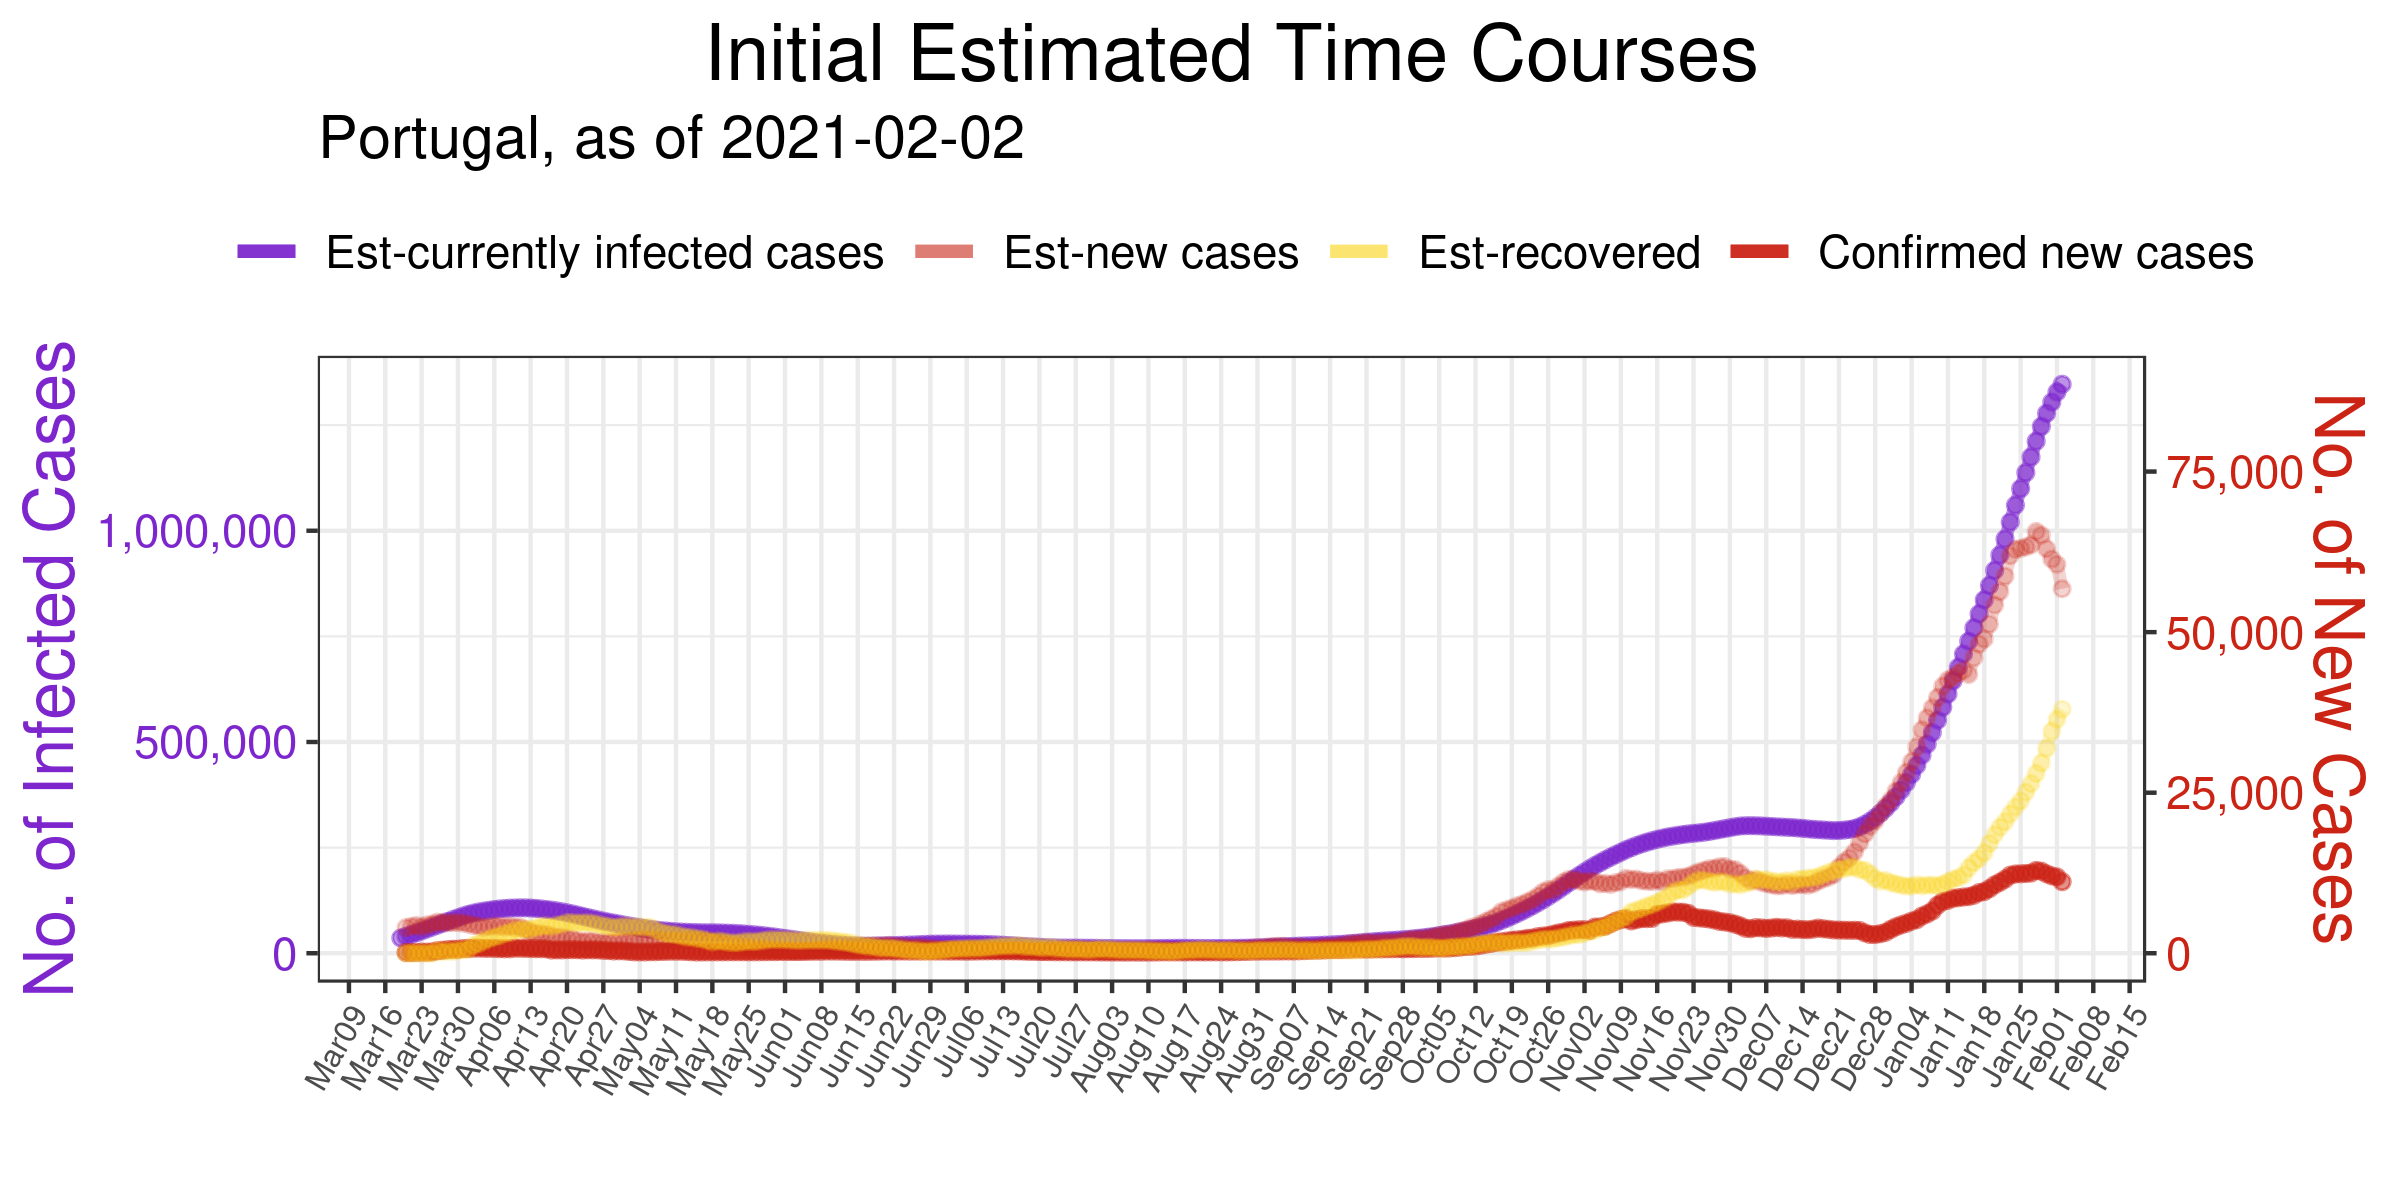 Initial Estimated Time Courses
Portugal, as of 2021-02-02
Est-currently infected cases
Est-new cases
Est-recovered
Confirmed new cases
No. of Infected Cases
1,000,000
500,000
0
75,000
50,000
25,000
0
No. of New Cases
Mar09
Mar16
Mar23
Mar30
Apr06
Apr13
Apr20
Apr27
May04
May11
May18
May25
Jun01
Jun08
Jun15
Jun22
Jun29
Jul06
Jul13
Jul20
Jul27
Aug03
Aug10
Aug17
Aug24
Aug31
Sep07
Sep14
Sep21
Sep28
Oct05
Oct12
Oct19
Oct26
Nov02
Nov09
Nov16
Nov23
Nov30
Dec07
Dec14
Dec21
Dec28
Jan04
Jan11
Jan18
Jan25
Feb01
Feb08
Feb15